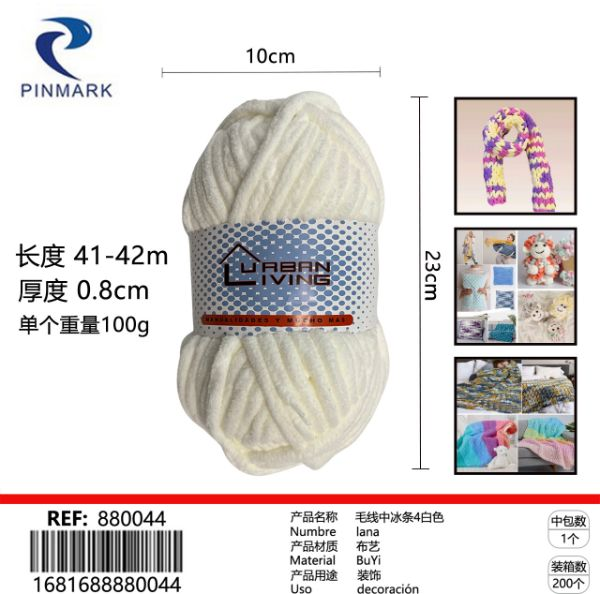 PINMARK
10cm
长度 41-42m
厚度 0.8cm
单个重量100g
23cm
URBAN
LIVING
MANUALIDADES Y MUCHO MAS
REF: 880044
1681688880044
产品名称 毛线中冰条4白色
Numbre lana
产品材质 布艺
Material BuYi
产品用途 装饰
Uso decoración
中包数
1个
装箱数
200个